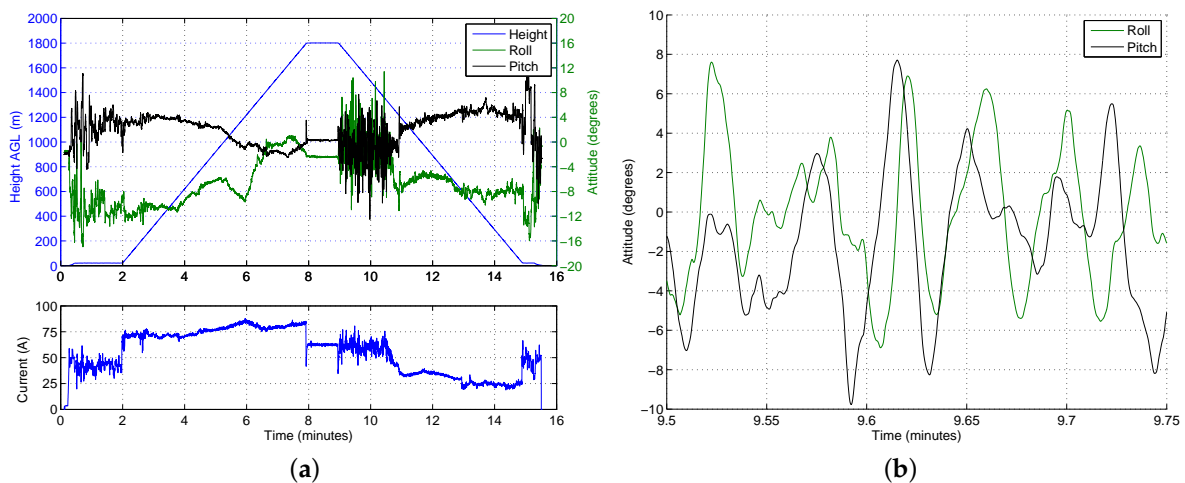 2000
1800
1600
1400
1200
1000
800
600
400
200
0
Height AGL (m)
20
16
12
8
4
0
−4
−8
−12
−16
−20
Attitude (degrees)
Height
Roll
Pitch
0 2 4 6 8 10 12 14 16
100
75
50
25
0
Current (A)
0 2 4 6 8 10 12 14 16
Time (minutes)
(a)
10
8
6
4
2
0
−2
−4
−6
−8
−10
Attitude (degrees)
Roll
Pitch
9.5 9.55 9.6 9.65 9.7 9.75
Time (minutes)
(b)